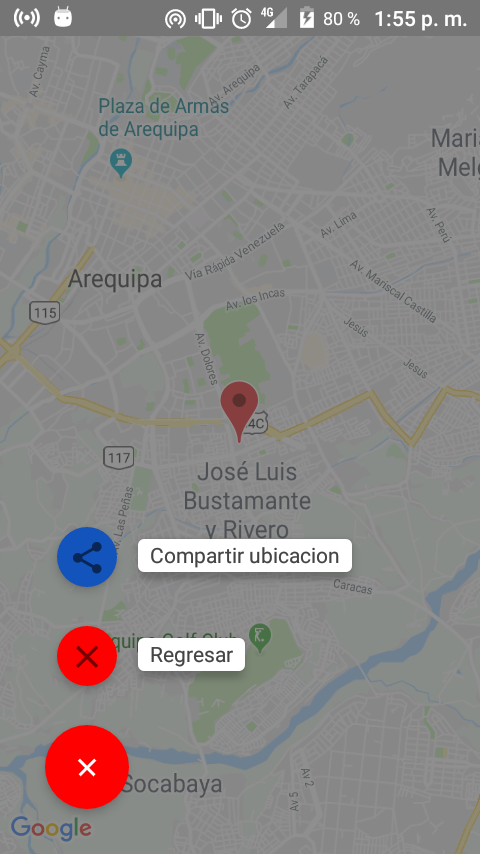 4G
80 %
1:55 p. m.
Av. Cayma
Av. Arequipa
Av. Tarapacá
Plaza de Armas
de Arequipa
Maria
Melg
Av. Perú
Av. Lima
Vía Rápida Venezuela
Arequipa
Av. Mariscal Castilla
Av. los Incas
115
Jesus
Av. Dolores
Jesus
4C
117
José Luis
Bustamante
y Rivero
Av. Las Peñas
Compartir ubicacion
Caracas
quipa Golf Club
Regresar
Socabaya
Av 2
Av 5
Google